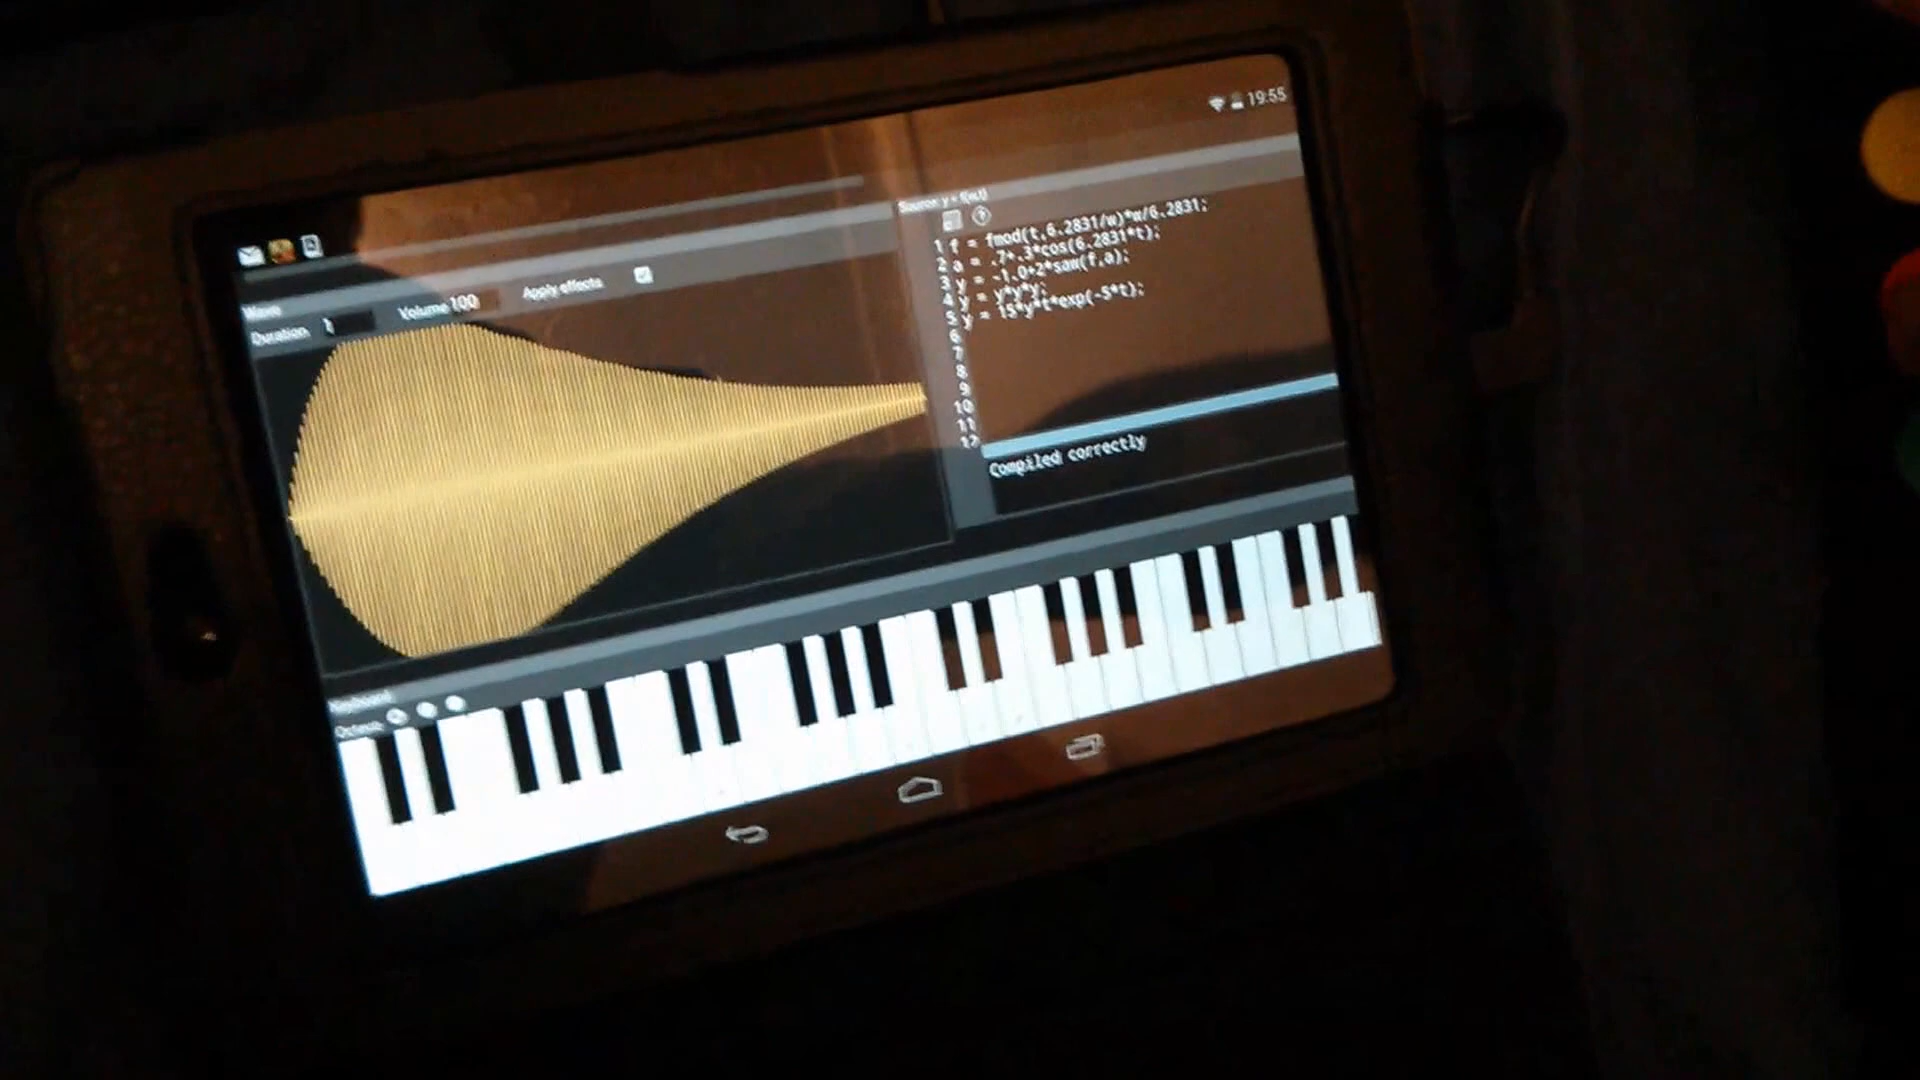 19:55
Wave
Duration 1 Volume 100 Apply effects
Source: y = f(w,t)
1 f = fmod(t,6.2831/w)*w/6.2831;
2 a = .7+.3*cos(6.2831*t);
3 y = -1.0+2*saw(f,a);
4 y = y*y*y;
5 y = 15*y*t*exp(-5*t);
6
7
8
9
10
11
12
Compiled correctly
Keyboard
Octave